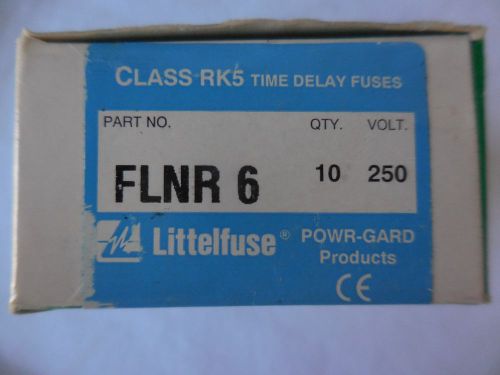 CLASS RK5 TIME DELAY FUSES
PART NO. QTY. VOLT.
FLNR 6 10 250
Littelfuse® POWR-GARD
Products
CE